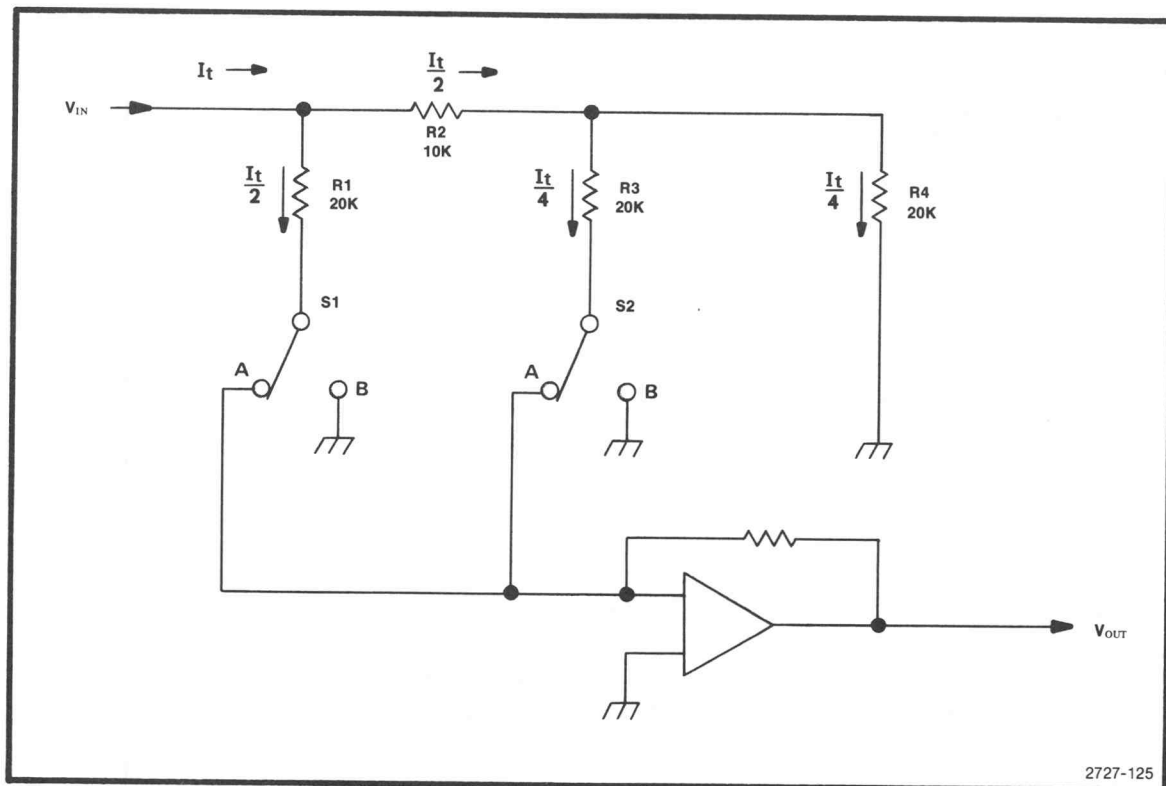 It
It/2
VIN
R2
10K
It/2
R1
20K
It/4
R3
20K
It/4
R4
20K
S1
S2
A
B
A
B
VOUT
2727-125